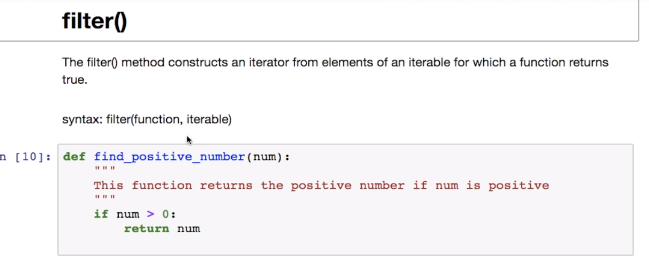 filter()
The filter() method constructs an iterator from elements of an iterable for which a function returns
true.
syntax: filter(function, iterable)
n [10]: def find_positive_number(num):
"""
This function returns the positive number if num is positive
"""
if num > 0:
return num